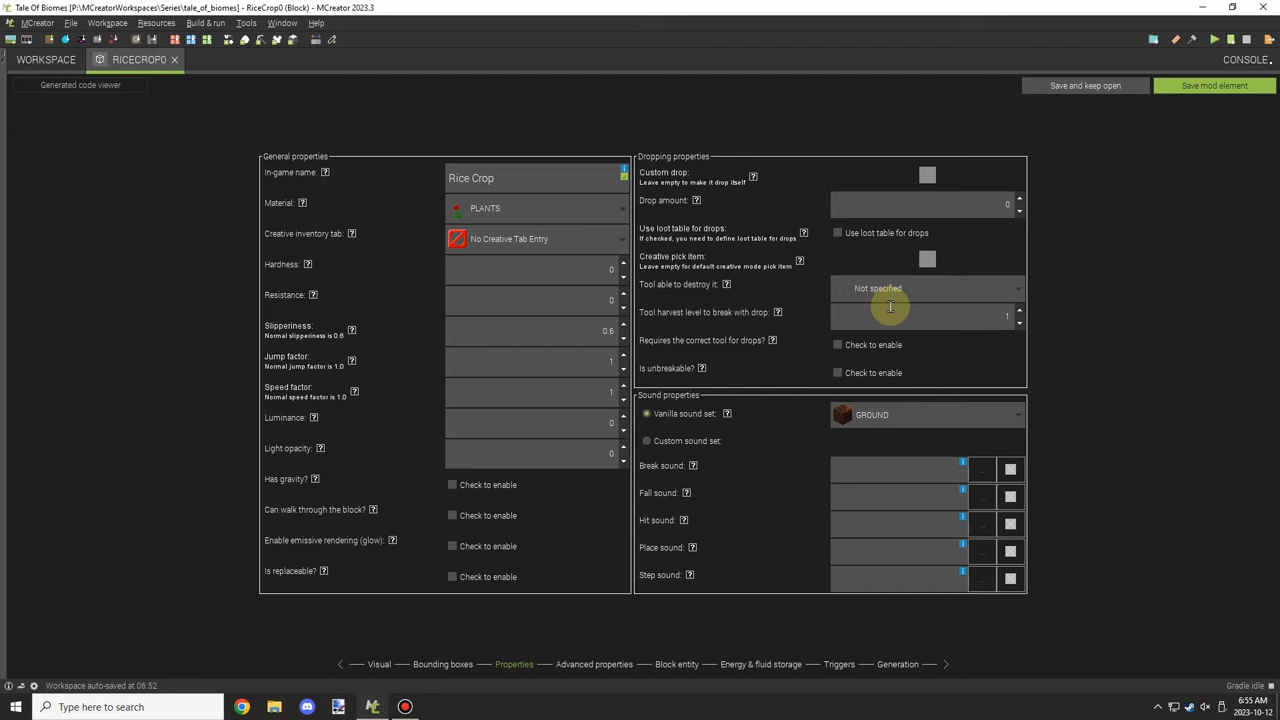 Tale Of Biomes [P:\MCreatorWorkspaces\Series\tale_of_biomes] - RiceCrop0 (Block) - MCreator 2023.3
MCreator File Workspace Resources Build & run Tools Window Help
WORKSPACE RICECROP0 CONSOLE
Generated code viewer Save and keep open Save mod element
General properties
In-game name: ? Rice Crop
Material: ? PLANTS
Creative inventory tab: ? No Creative Tab Entry
Hardness: ? 0
Resistance: ? 0
Slipperiness: ? 0.6
Normal slipperiness is 0.6
Jump factor: ? 1
Normal jump factor is 1.0
Speed factor: ? 1
Normal speed factor is 1.0
Luminance: ? 0
Light opacity: ? 0
Has gravity? ? Check to enable
Can walk through the block? ? Check to enable
Enable emissive rendering (glow): ? Check to enable
Is replaceable? ? Check to enable
Dropping properties
Custom drop: ?
Leave empty to make it drop itself
Drop amount: ? 0
Use loot table for drops: ? Use loot table for drops
If checked, you need to define loot table for drops
Creative pick item: ?
Leave empty for default creative mode pick item
Tool able to destroy it: ? Not specified
Tool harvest level to break with drop: ? 1
Requires the correct tool for drops? ? Check to enable
Is unbreakable? ? Check to enable
Sound properties
Vanilla sound set: ? GROUND
Custom sound set:
Break sound: ? ...
Fall sound: ? ...
Hit sound: ? ...
Place sound: ? ...
Step sound: ? ...
Visual Bounding boxes Properties Advanced properties Block entity Energy & fluid storage Triggers Generation
Workspace auto-saved at 06:52 Gradle idle
Type here to search
6:55 AM
2023-10-12